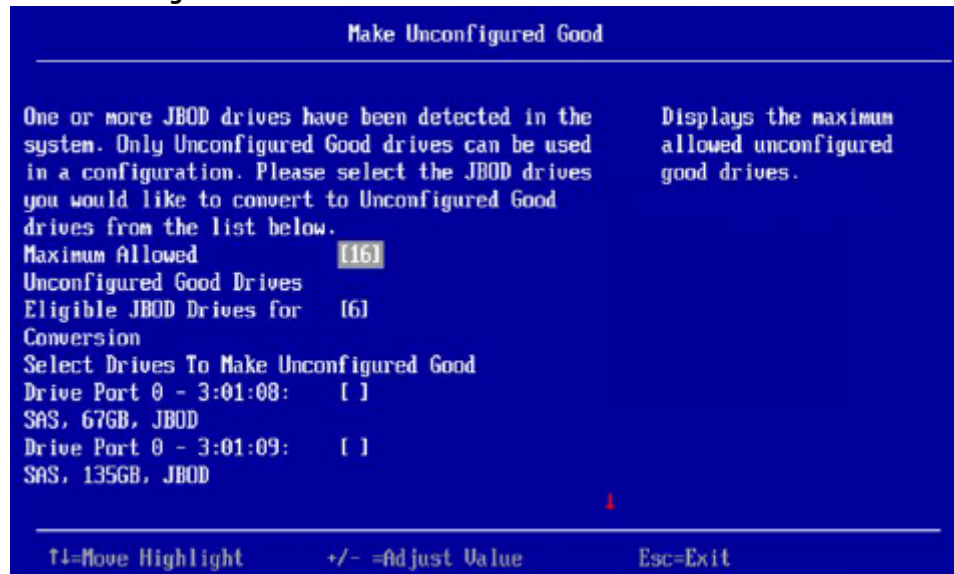 Make Unconfigured Good
One or more JBOD drives have been detected in the
system. Only Unconfigured Good drives can be used
in a configuration. Please select the JBOD drives
you would like to convert to Unconfigured Good
drives from the list below.
Displays the maximum
allowed unconfigured
good drives.
Maximum Allowed [16]
Unconfigured Good Drives
Eligible JBOD Drives for [6]
Conversion
Select Drives To Make Unconfigured Good
Drive Port 0 - 3:01:08: [ ]
SAS, 67GB, JBOD
Drive Port 0 - 3:01:09: [ ]
SAS, 135GB, JBOD
↓
↑↓=Move Highlight +/- =Adjust Value Esc=Exit